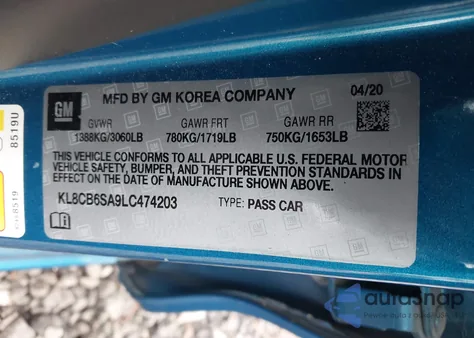 GM
MFD BY GM KOREA COMPANY
04/20
GVWR GAWR FRT GAWR RR
1388KG/3060LB 780KG/1719LB 750KG/1653LB
THIS VEHICLE CONFORMS TO ALL APPLICABLE U.S. FEDERAL MOTOR
VEHICLE SAFETY, BUMPER, AND THEFT PREVENTION STANDARDS IN
EFFECT ON THE DATE OF MANUFACTURE SHOWN ABOVE.
KL8CB6SA9LC474203 TYPE: PASS CAR
8519U
autosnap